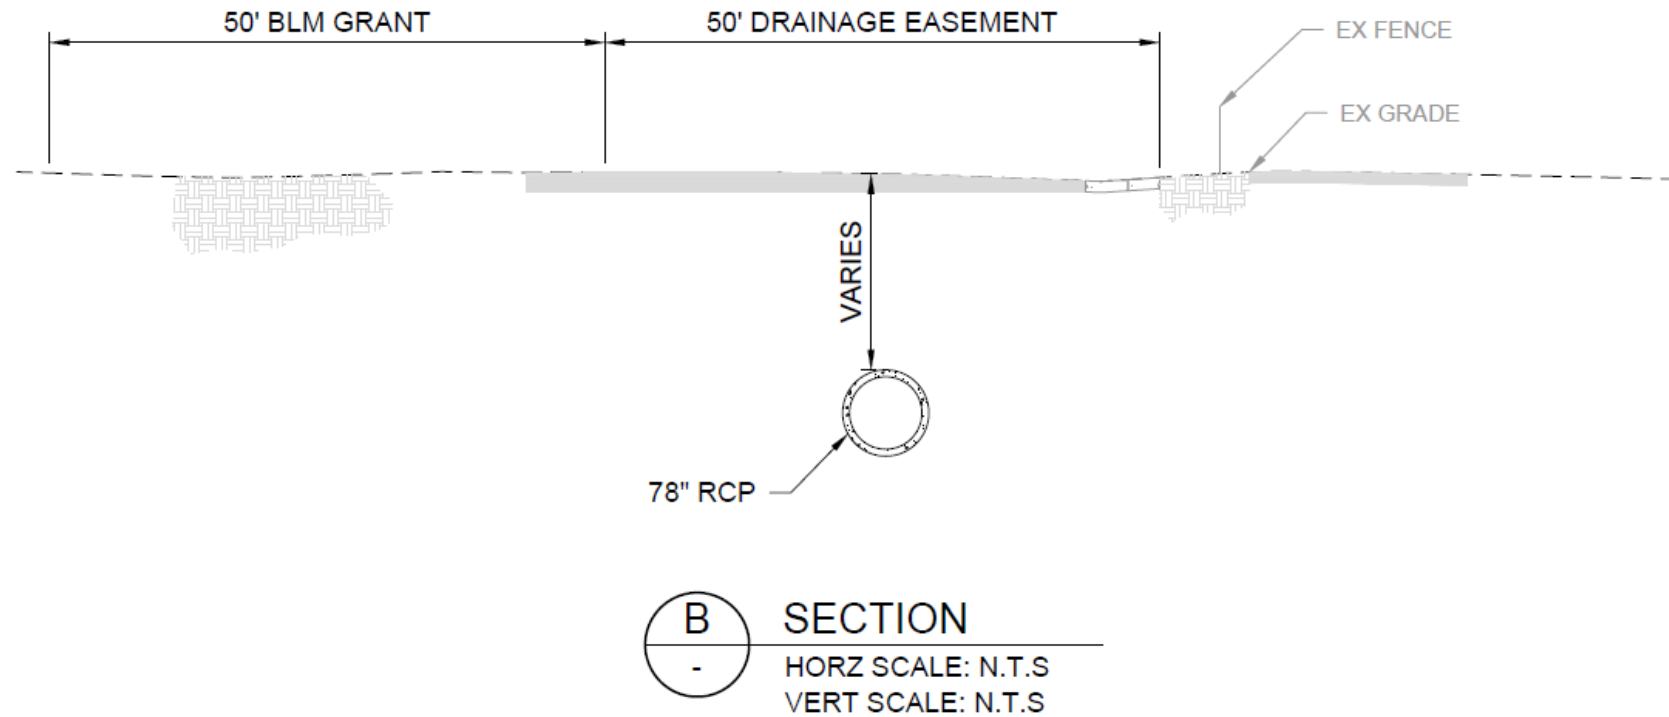 50' BLM GRANT
50' DRAINAGE EASEMENT
EX FENCE
EX GRADE
VARIES
78" RCP
B
-
SECTION
HORZ SCALE: N.T.S
VERT SCALE: N.T.S